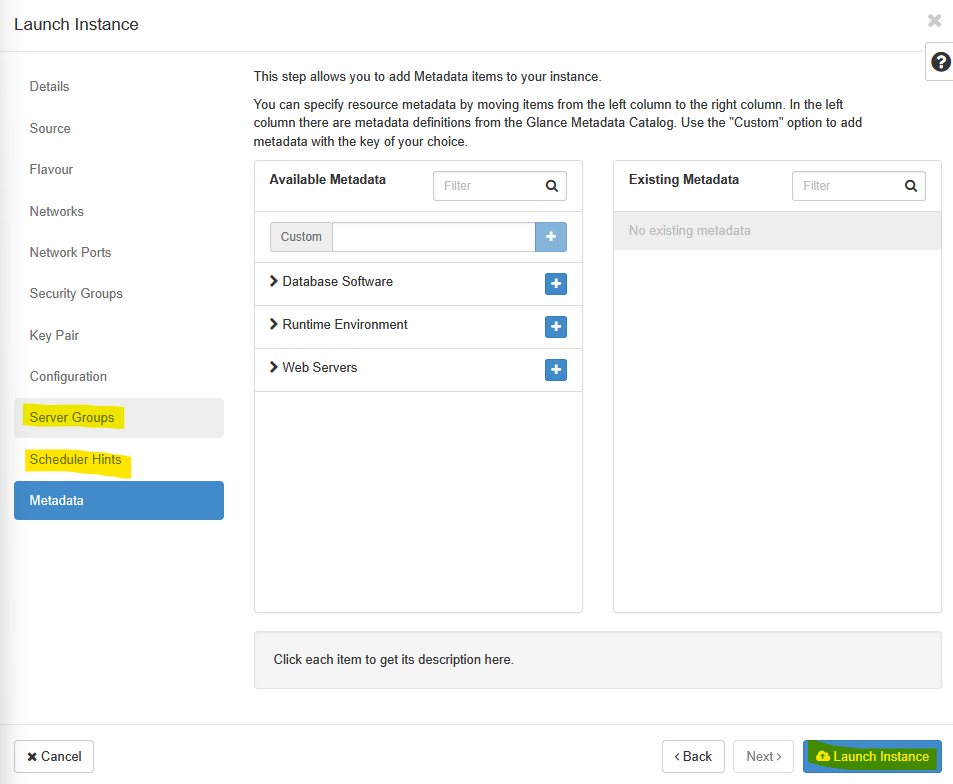 Launch Instance
Details
Source
Flavour
Networks
Network Ports
Security Groups
Key Pair
Configuration
Server Groups
Scheduler Hints
Metadata
This step allows you to add Metadata items to your instance.
You can specify resource metadata by moving items from the left column to the right column. In the left
column there are metadata definitions from the Glance Metadata Catalog. Use the "Custom" option to add
metadata with the key of your choice.
Available Metadata
Filter
Custom
Database Software
Runtime Environment
Web Servers
Existing Metadata
Filter
No existing metadata
Click each item to get its description here.
Cancel
Back
Next
Launch Instance